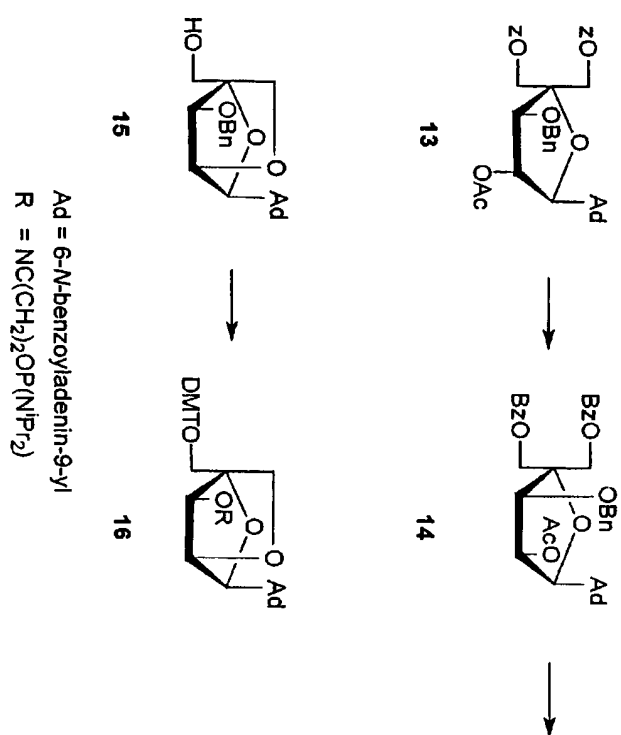 zO
zO
O
Ad
OBn
OAc
13
BzO
BzO
OBn
O
Ad
AcO
14
HO
O
O
Ad
OBn
15
DMTO
O
O
Ad
OR
16
Ad = 6-N-benzoyladenin-9-yl
R = NC(CH₂)₂OP(NⁱPr₂)